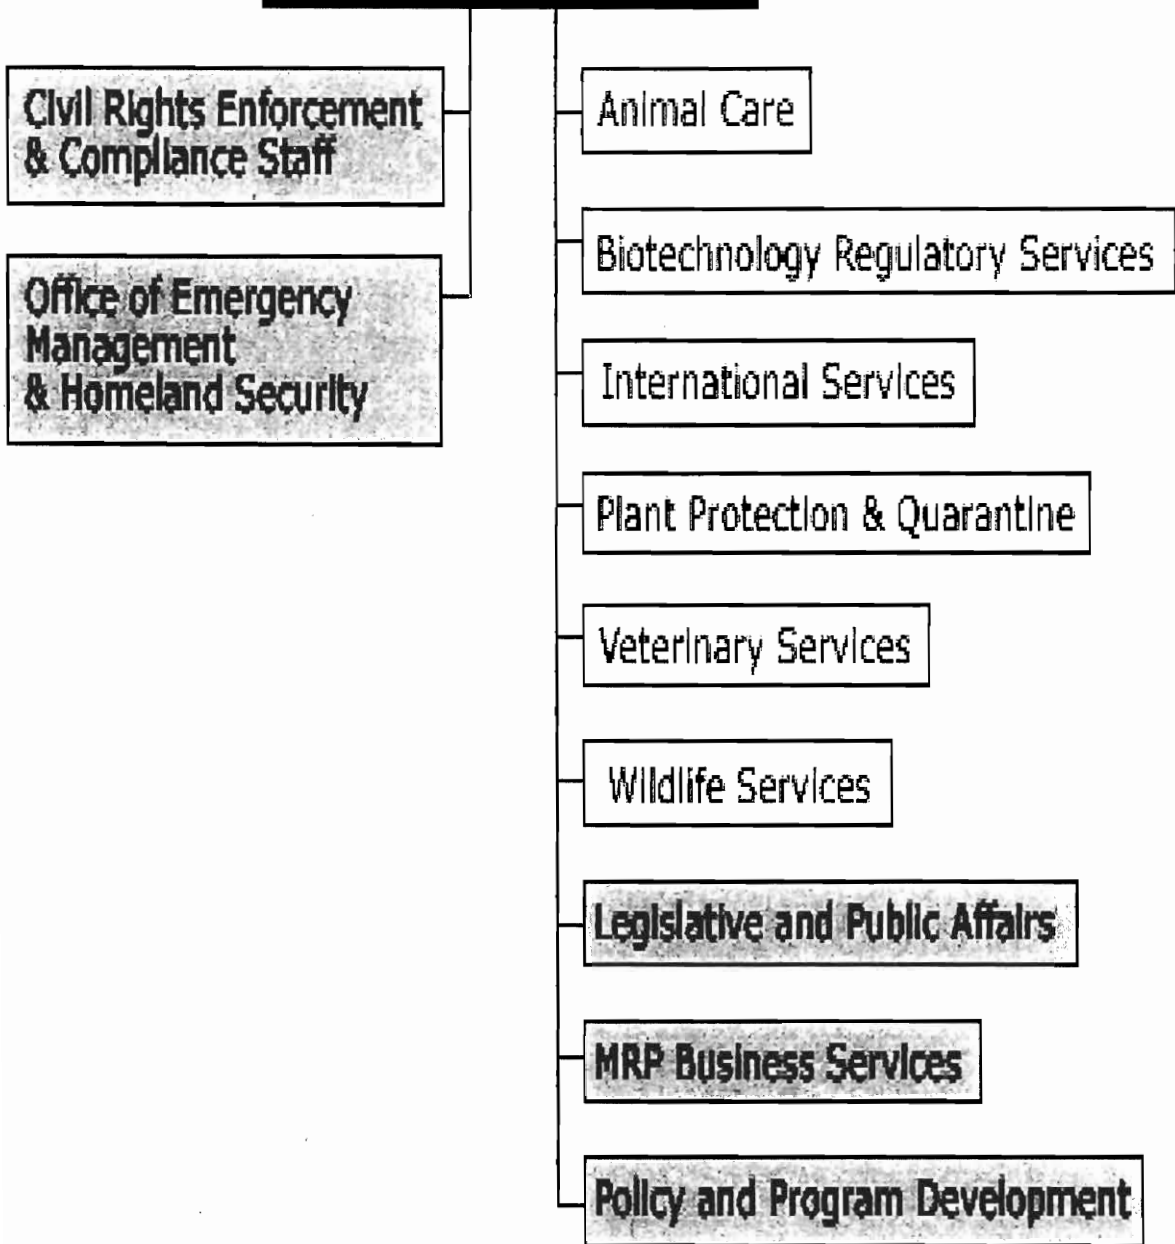 Civil Rights Enforcement
& Compliance Staff
Office of Emergency
Management
& Homeland Security
Animal Care
Biotechnology Regulatory Services
International Services
Plant Protection & Quarantine
Veterinary Services
Wildlife Services
Legislative and Public Affairs
MRP Business Services
Policy and Program Development